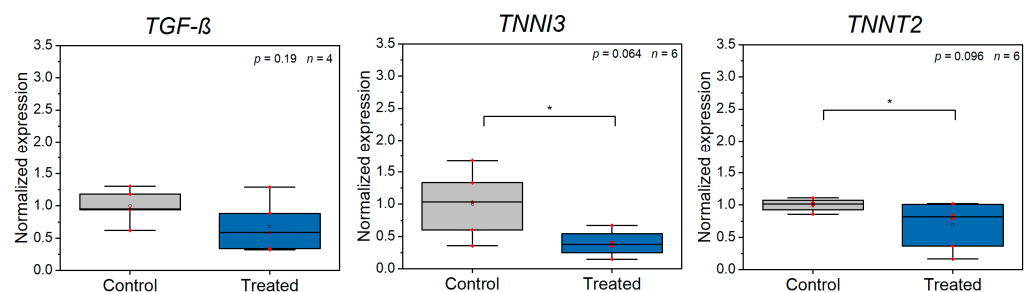 TGF-ß
3.5
3.0
2.5
2.0
1.5
1.0
0.5
0.0
Normalized expression
p = 0.19 n = 4
Control Treated
TNNI3
3.5
3.0
2.5
2.0
1.5
1.0
0.5
0.0
Normalized expression
p = 0.064 n = 6
*
Control Treated
TNNT2
3.5
3.0
2.5
2.0
1.5
1.0
0.5
0.0
Normalized expression
p = 0.096 n = 6
*
Control Treated